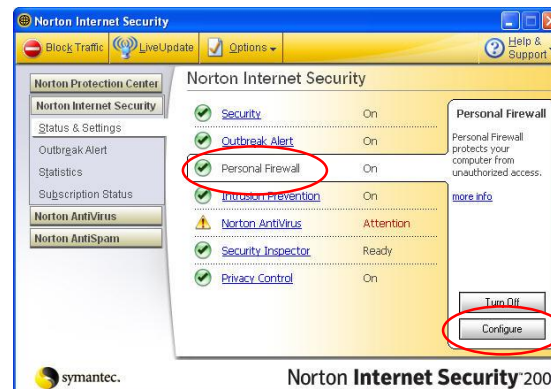 Norton Internet Security
Block Traffic LiveUpdate Options Help & Support
Norton Protection Center
Norton Internet Security
Status & Settings
Outbreak Alert
Statistics
Subscription Status
Norton AntiVirus
Norton AntiSpam
Norton Internet Security
Security On
Outbreak Alert On
Personal Firewall On
Intrusion Prevention On
Norton AntiVirus Attention
Security Inspector Ready
Privacy Control On
Personal Firewall
Personal Firewall
protects your
computer from
unauthorized access.
more info
Turn Off
Configure
symantec.
Norton Internet Security 200